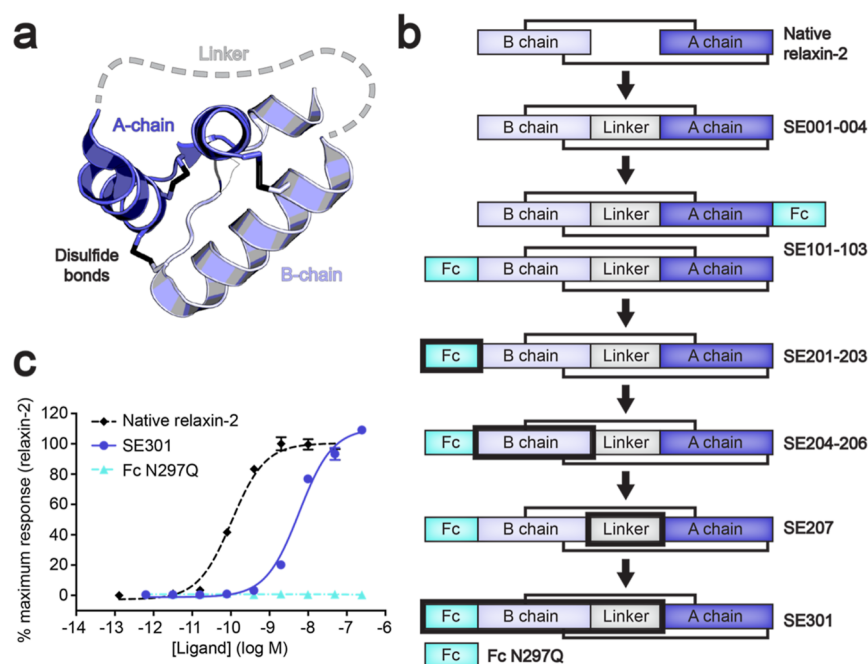 a
Linker
A-chain
Disulfide
bonds
B-chain
b
B chain
A chain
Native
relaxin-2
B chain
Linker
A chain
SE001-004
B chain
Linker
A chain
Fc
SE101-103
Fc
B chain
Linker
A chain
Fc
B chain
Linker
A chain
SE201-203
Fc
B chain
Linker
A chain
SE204-206
Fc
B chain
Linker
A chain
SE207
Fc
B chain
Linker
A chain
SE301
Fc
Fc N297Q
c
% maximum response (relaxin-2)
120
100
80
60
40
20
0
Native relaxin-2
SE301
Fc N297Q
-14 -13 -12 -11 -10 -9 -8 -7 -6
[Ligand] (log M)